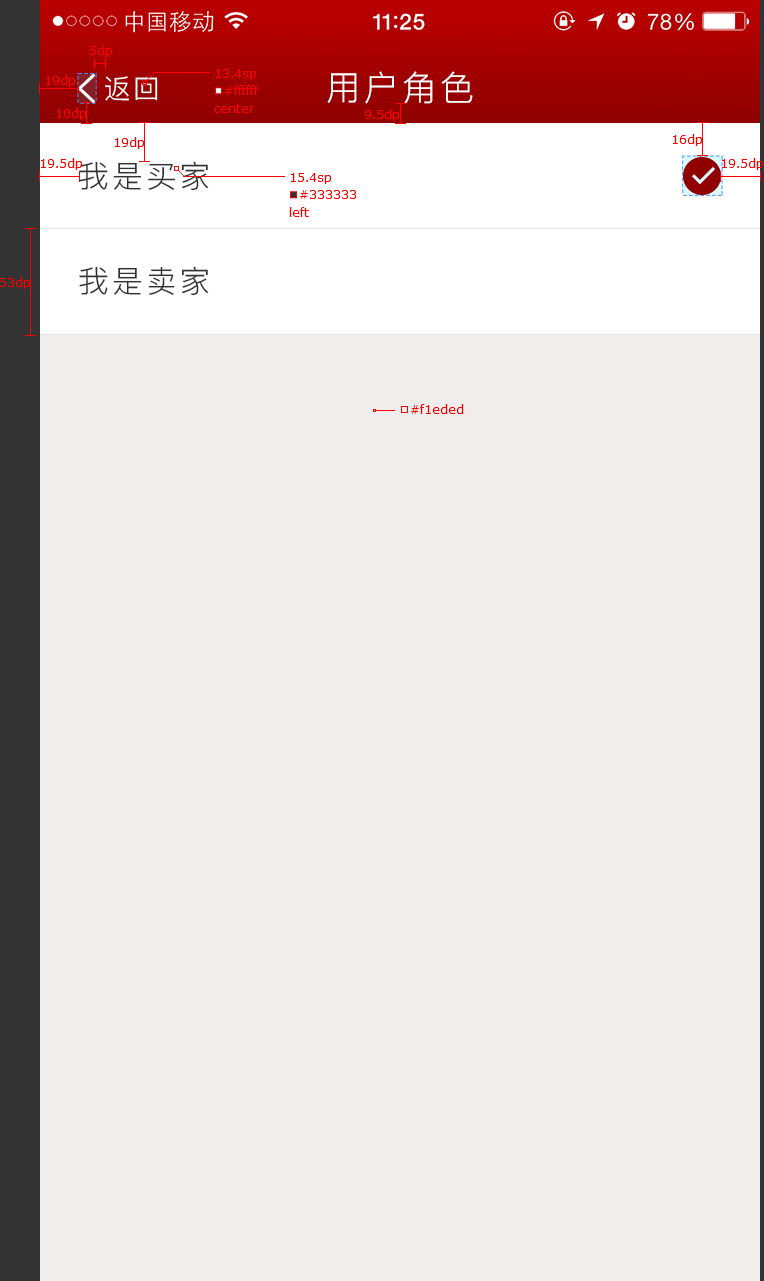 中国移动 11:25 78%
5dp
19dp 返回 13.4sp 用户角色
#ffffff
center
10dp 9.5dp
19dp 16dp
19.5dp 我是买家 19.5dp
15.4sp
#333333
left
53dp 我是卖家
#f1eded